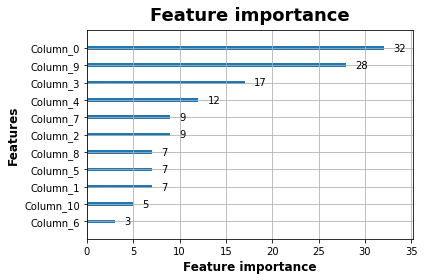 Feature importance
Column_0 32
Column_9 28
Column_3 17
Column_4 12
Column_7 9
Column_2 9
Column_8 7
Column_5 7
Column_1 7
Column_10 5
Column_6 3
Features
0 5 10 15 20 25 30 35
Feature importance